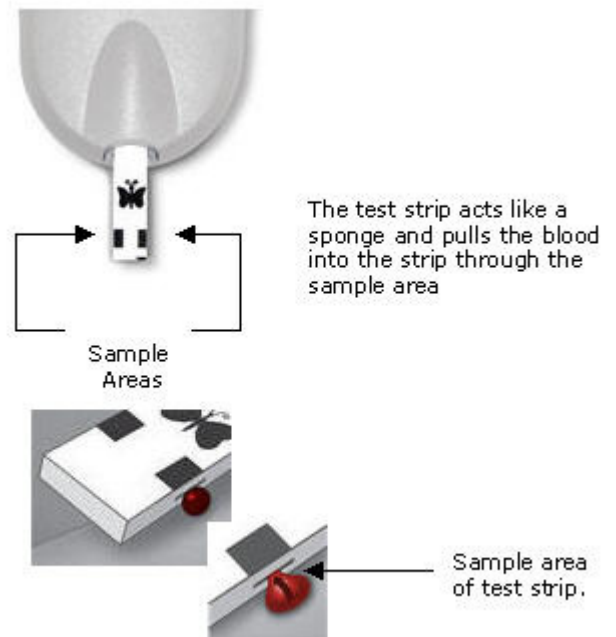 The test strip acts like a
sponge and pulls the blood
into the strip through the
sample area
Sample
Areas
Sample area
of test strip.